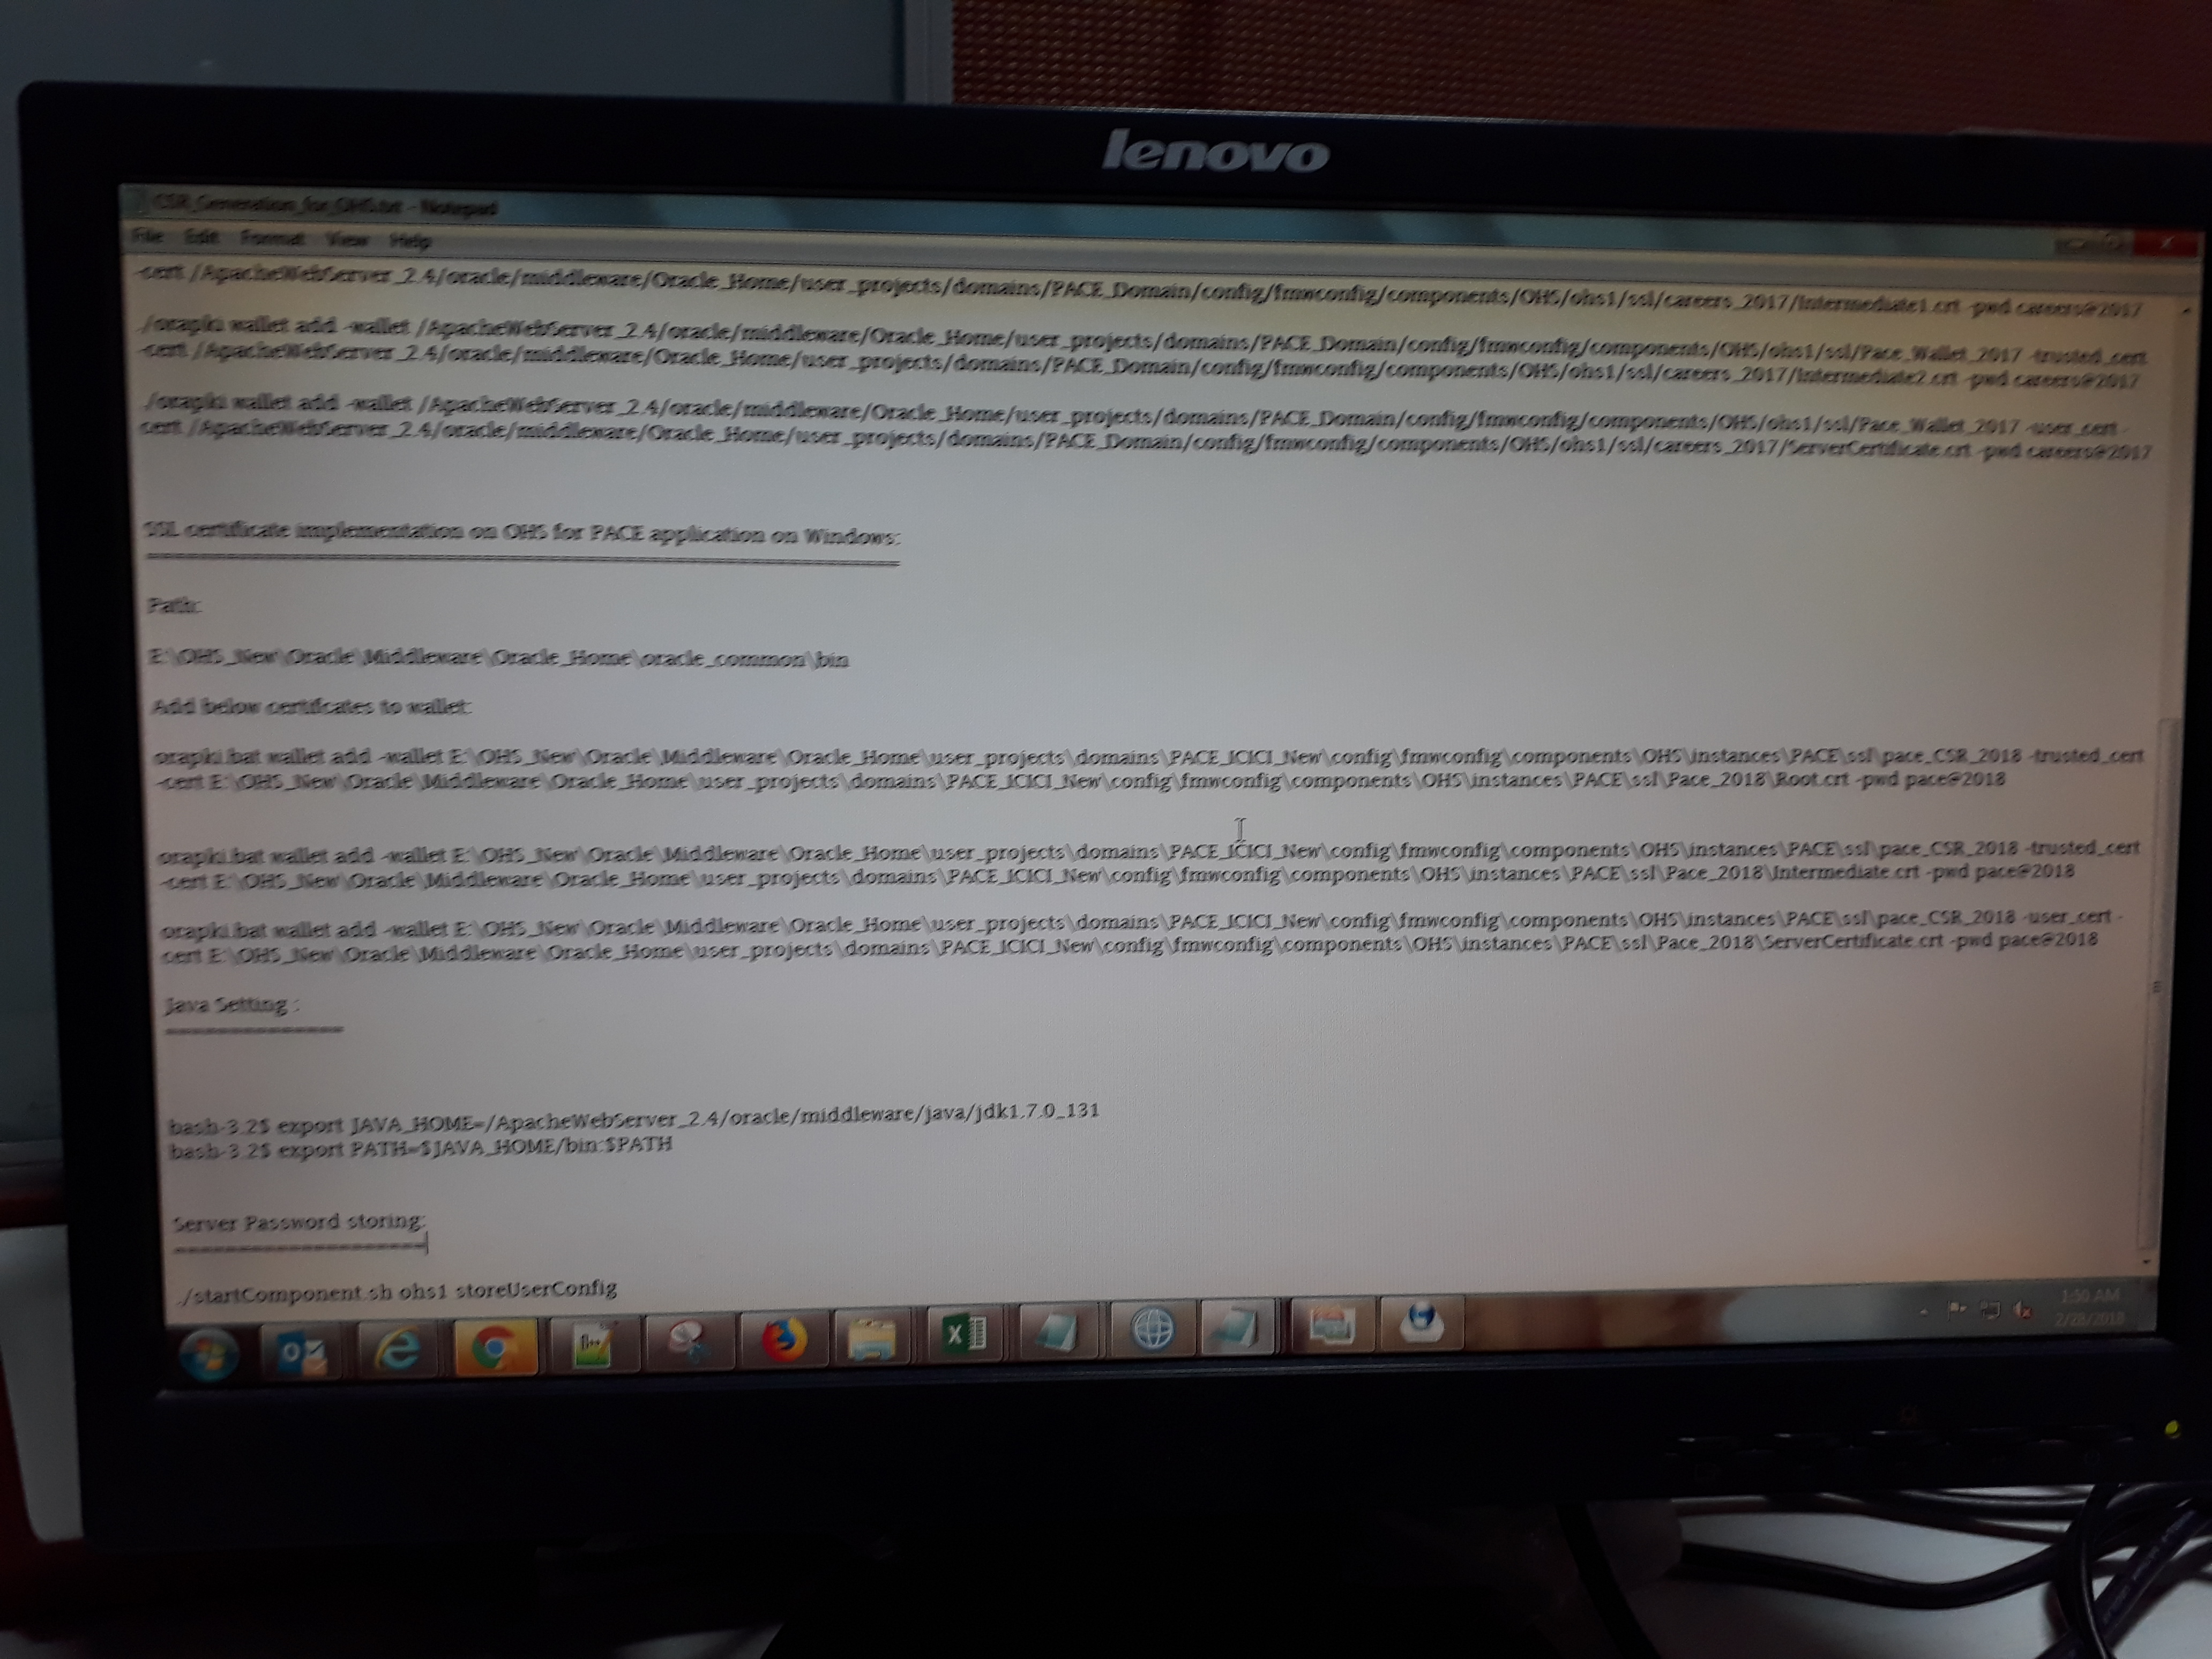 lenovo
CSR_Generation_for_OHS.txt - Notepad
File Edit Format View Help
-cert /ApacheWebServer_2.4/oracle/middleware/Oracle_Home/user_projects/domains/PACE_Domain/config/fmwconfig/components/OHS/ohs1/ssl/careers_2017/Intermediate1.crt -pwd careers@2017
./orapki wallet add -wallet /ApacheWebServer_2.4/oracle/middleware/Oracle_Home/user_projects/domains/PACE_Domain/config/fmwconfig/components/OHS/ohs1/ssl/Pace_Wallet_2017 -trusted_cert
-cert /ApacheWebServer_2.4/oracle/middleware/Oracle_Home/user_projects/domains/PACE_Domain/config/fmwconfig/components/OHS/ohs1/ssl/careers_2017/Intermediate2.crt -pwd careers@2017
./orapki wallet add -wallet /ApacheWebServer_2.4/oracle/middleware/Oracle_Home/user_projects/domains/PACE_Domain/config/fmwconfig/components/OHS/ohs1/ssl/Pace_Wallet_2017 -user_cert -
cert /ApacheWebServer_2.4/oracle/middleware/Oracle_Home/user_projects/domains/PACE_Domain/config/fmwconfig/components/OHS/ohs1/ssl/careers_2017/ServerCertificate.crt -pwd careers@2017
SSL certificate implementation on OHS for PACE application on Windows:
Path:
E:\OHS_New\Oracle\Middleware\Oracle_Home\oracle_common\bin
Add below certifcates to wallet:
orapki.bat wallet add -wallet E:\OHS_New\Oracle\Middleware\Oracle_Home\user_projects\domains\PACE_ICICI_New\config\fmwconfig\components\OHS\instances\PACE\ssl\pace_CSR_2018 -trusted_cert
-cert E:\OHS_New\Oracle\Middleware\Oracle_Home\user_projects\domains\PACE_ICICI_New\config\fmwconfig\components\OHS\instances\PACE\ssl\Pace_2018\Root.crt -pwd pace@2018
orapki.bat wallet add -wallet E:\OHS_New\Oracle\Middleware\Oracle_Home\user_projects\domains\PACE_ICICI_New\config\fmwconfig\components\OHS\instances\PACE\ssl\pace_CSR_2018 -trusted_cert
-cert E:\OHS_New\Oracle\Middleware\Oracle_Home\user_projects\domains\PACE_ICICI_New\config\fmwconfig\components\OHS\instances\PACE\ssl\Pace_2018\Intermediate.crt -pwd pace@2018
orapki.bat wallet add -wallet E:\OHS_New\Oracle\Middleware\Oracle_Home\user_projects\domains\PACE_ICICI_New\config\fmwconfig\components\OHS\instances\PACE\ssl\pace_CSR_2018 -user_cert -
cert E:\OHS_New\Oracle\Middleware\Oracle_Home\user_projects\domains\PACE_ICICI_New\config\fmwconfig\components\OHS\instances\PACE\ssl\Pace_2018\ServerCertificate.crt -pwd pace@2018
Java Setting :
bash-3.2$ export JAVA_HOME=/ApacheWebServer_2.4/oracle/middleware/java/jdk1.7.0_131
bash-3.2$ export PATH=$JAVA_HOME/bin:$PATH
Server Password storing:
./startComponent.sh ohs1 storeUserConfig
1:50 AM
2/28/2018